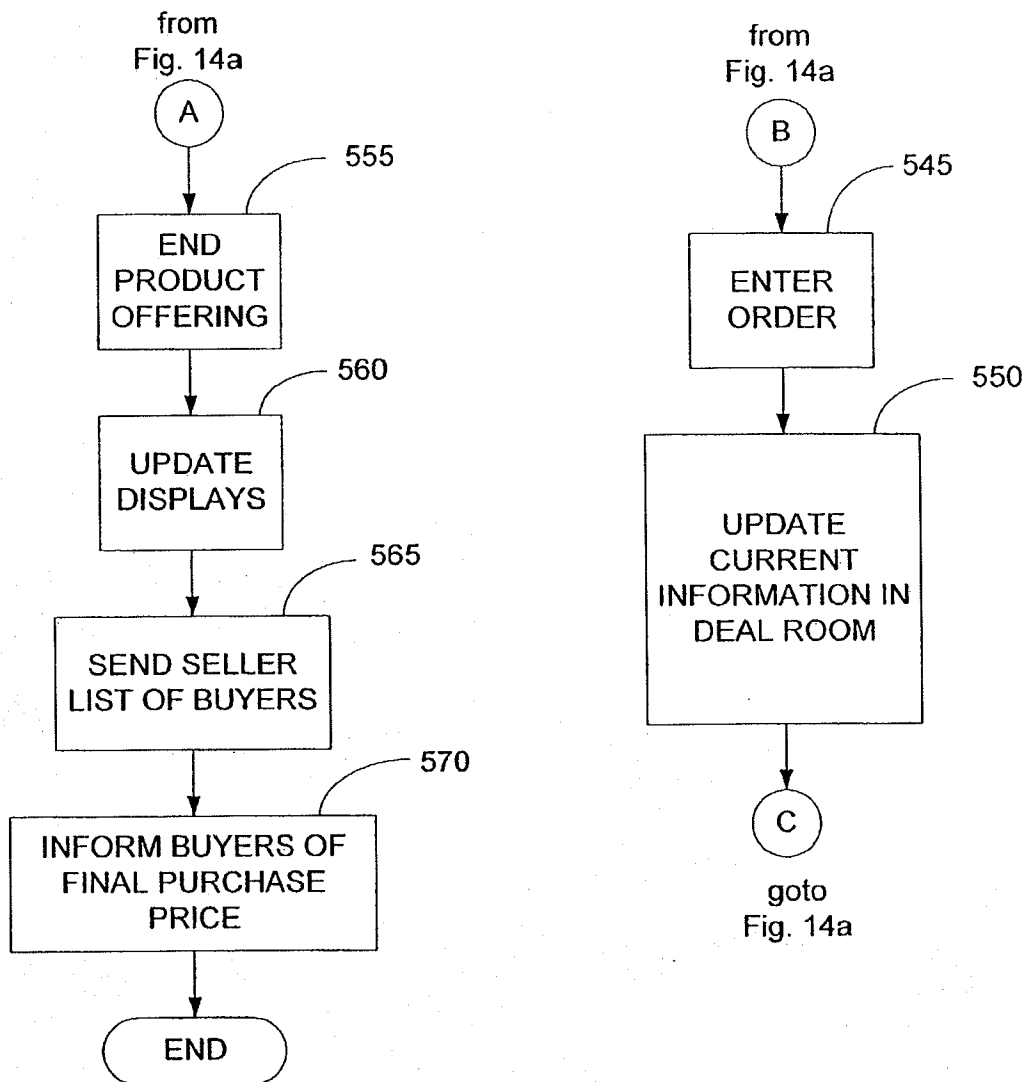 from
Fig. 14a
A
555
END
PRODUCT
OFFERING
560
UPDATE
DISPLAYS
565
SEND SELLER
LIST OF BUYERS
570
INFORM BUYERS OF
FINAL PURCHASE
PRICE
END
from
Fig. 14a
B
545
ENTER
ORDER
550
UPDATE
CURRENT
INFORMATION IN
DEAL ROOM
C
goto
Fig. 14a